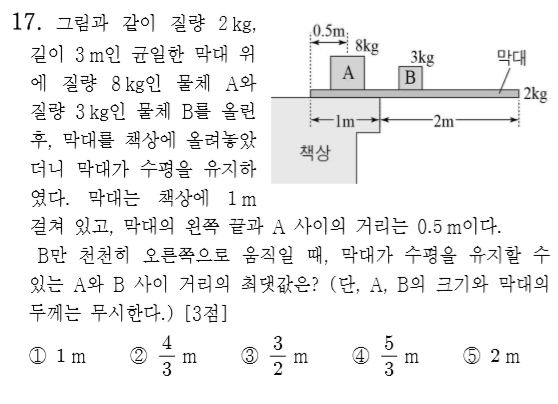 17. 그림과 같이 질량 2 kg,
길이 3 m인 균일한 막대 위
에 질량 8 kg인 물체 A와
질량 3 kg인 물체 B를 올린
후, 막대를 책상에 올려놓았
더니 막대가 수평을 유지하
였다. 막대는 책상에 1 m
걸쳐 있고, 막대의 왼쪽 끝과 A 사이의 거리는 0.5 m이다.
0.5m
8kg
3kg
막대
A
B
2kg
1m
2m
책상
B만 천천히 오른쪽으로 움직일 때, 막대가 수평을 유지할 수
있는 A와 B 사이 거리의 최댓값은? (단, A, B의 크기와 막대의
두께는 무시한다.) [3점]
① 1 m ② 4/3 m ③ 3/2 m ④ 5/3 m ⑤ 2 m